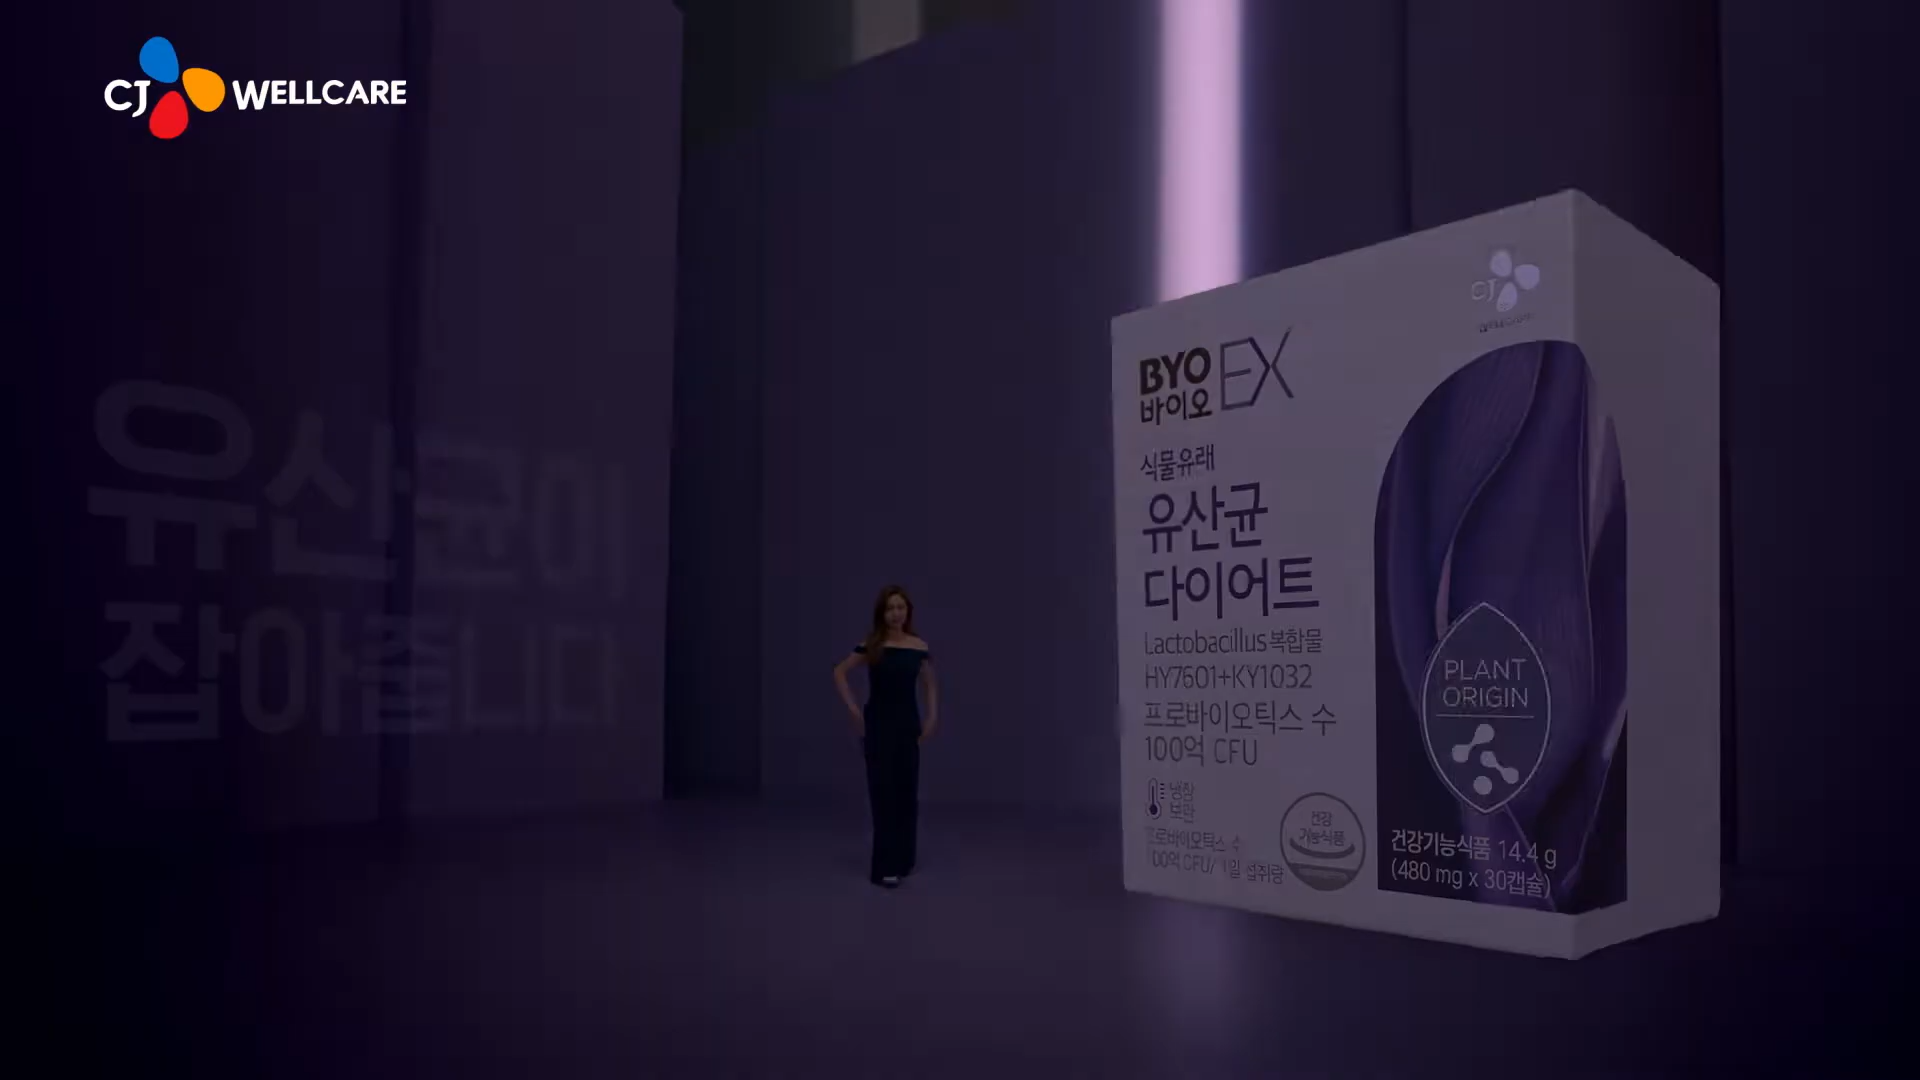 CJ WELLCARE
유산균이
잡아줍니다
CJ
WELLCARE
BYO EX
바이오
식물유래
유산균
다이어트
Lactobacillus 복합물
HY7601+KY1032
프로바이오틱스 수
100억 CFU
냉장
보관
프로바이오틱스 수
100억 CFU/ 1일 섭취량
건강
기능식품
PLANT
ORIGIN
건강기능식품 14.4 g
(480 mg x 30캡슐)